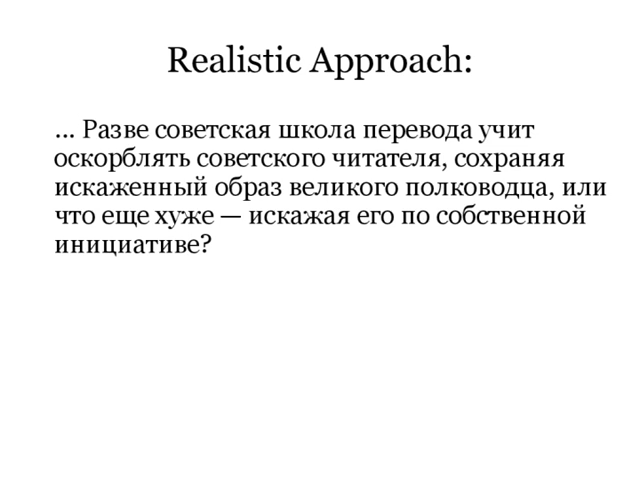 Realistic Approach:
... Разве советская школа перевода учит
оскорблять советского читателя, сохраняя
искаженный образ великого полководца, или
что еще хуже — искажая его по собственной
инициативе?